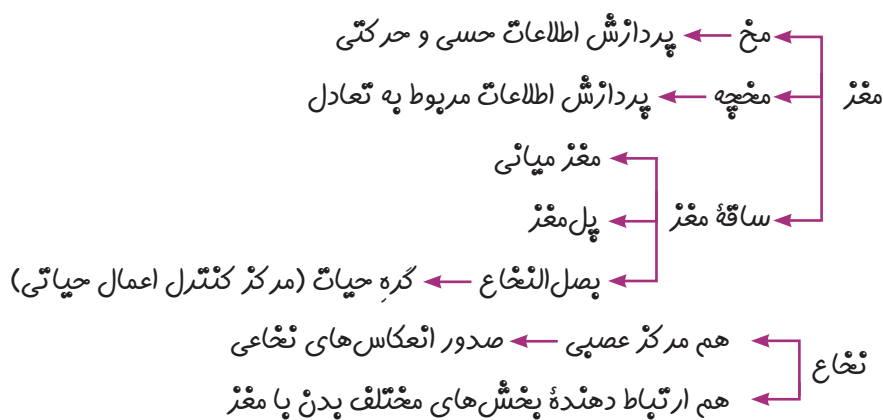 مغز
مخ ← پردازش اطلاعات حسی و حرکتی
مخچه ← پردازش اطلاعات مربوط به تعادل
ساقهٔ مغز
مغز میانی
پل‌مغز
بصل‌النخاع ← گرهِ حیات (مرکز کنترل اعمال حیاتی)
نخاع
هم مرکز عصبی ← صدور انعکاس‌های نخاعی
هم ارتباط دهندهٔ بخش‌های مختلف بدن با مغز